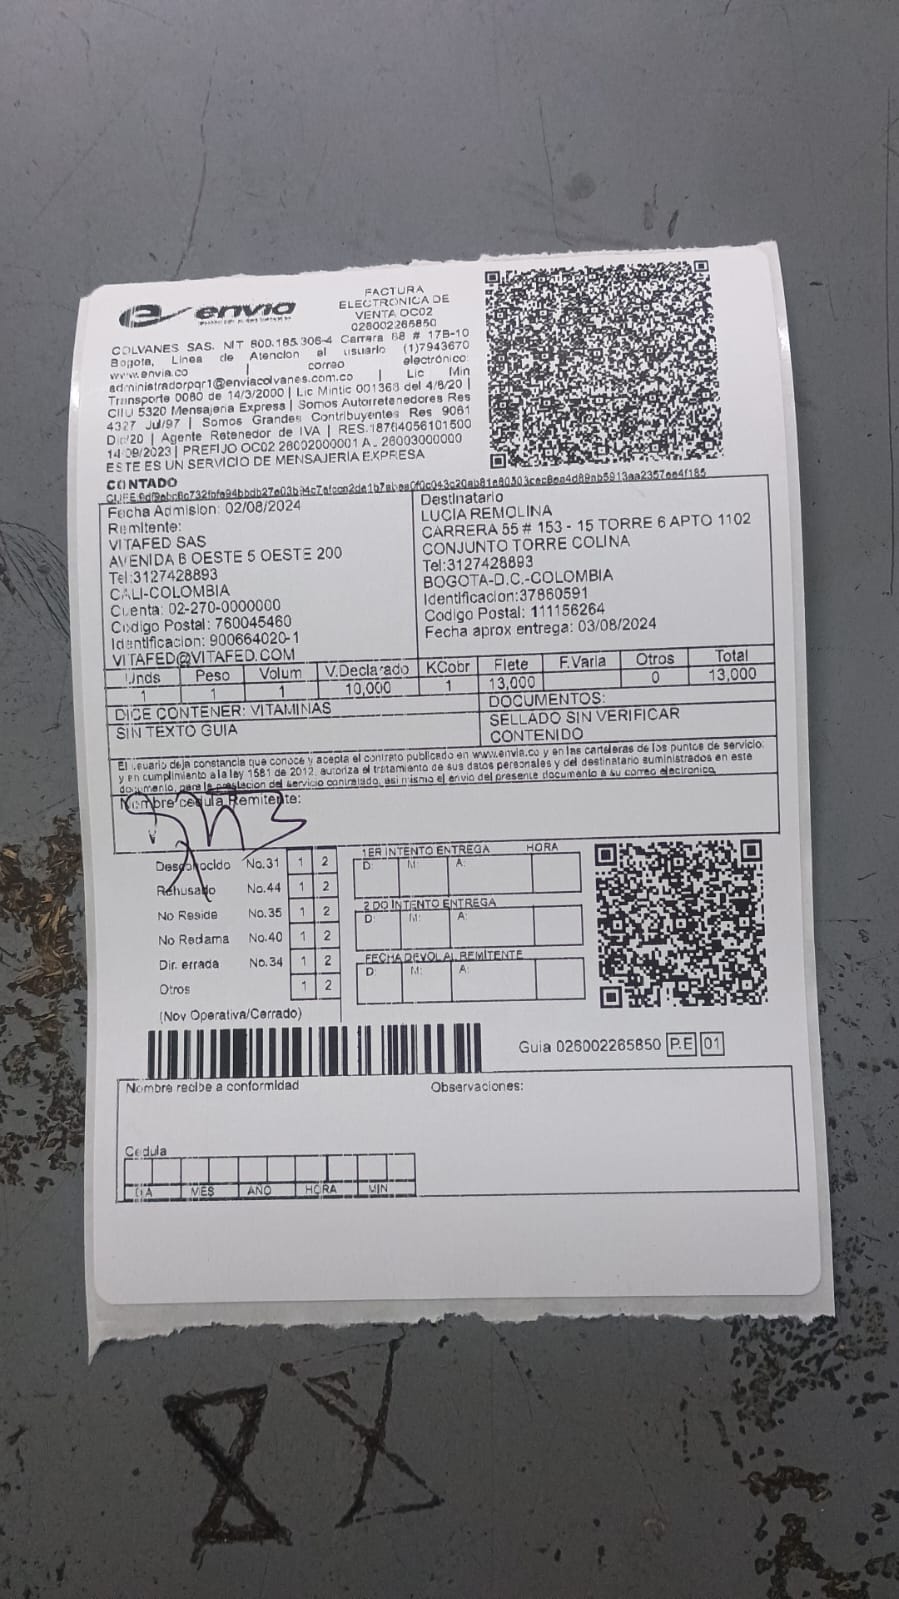 envia
FACTURA
ELECTRONICA DE
VENTA OC02
026002265850
COLVANES SAS. NIT 800.185.306-4 Carrera 88 # 17B-10
Bogota, Linea de Atencion al usuario (1)7943670
www.envia.co | correo electrónico:
administradorpqr1@enviacolvanes.com.co | Lic Min
Transporte 0080 de 14/3/2000 | Lic Mintic 001368 del 4/8/20 |
CIIU 5320 Mensajeria Express | Somos Autorretenedores Res
4327 Jul/97 | Somos Grandes Contribuyentes Res 9061
Dic/20 | Agente Retenedor de IVA | RES.18764056101500
14/09/2023 | PREFIJO OC02 26002000001 A - 26003000000
ESTE ES UN SERVICIO DE MENSAJERIA EXPRESA
CONTADO
Fecha Admision: 02/08/2024
Remitente:
VITAFED SAS
AVENIDA 6 OESTE 5 OESTE 200
Tel:3127428893
CALI-COLOMBIA
Cuenta: 02-270-0000000
Codigo Postal: 760045460
Identificacion: 900664020-1
VITAFED@VITAFED.COM
Destinatario
LUCIA REMOLINA
CARRERA 55 # 153 - 15 TORRE 6 APTO 1102
CONJUNTO TORRE COLINA
Tel:3127428893
BOGOTA-D.C.-COLOMBIA
Identificacion:37860591
Codigo Postal: 111156264
Fecha aprox entrega: 03/08/2024
Unds Peso Volum V.Declarado KCobr Flete F.Varia Otros Total
1 1 1 10,000 1 13,000 0 13,000
DICE CONTENER: VITAMINAS
SIN TEXTO GUIA
DOCUMENTOS:
SELLADO SIN VERIFICAR
CONTENIDO
El usuario deja constancia que conoce y acepta el contrato publicado en www.envia.co y en las carteleras de los puntos de servicio;
y en cumplimiento a la ley 1581 de 2012, autoriza el tratamiento de sus datos personales y del destinatario suministrados en este
documento, para la prestacion del servicio contratado, asi mismo el envio del presente documento a su correo electronico.
Nombre cedula Remitente:
Desconocido No.31 1 2
Rehusado No.44 1 2
No Reside No.35 1 2
No Reclama No.40 1 2
Dir. errada No.34 1 2
Otros 1 2
(Nov Operativa/Cerrado)
1ER INTENTO ENTREGA HORA
D: M: A:
2DO INTENTO ENTREGA
D: M: A:
FECHA DEVOL AL REMITENTE
D: M: A:
Guia 026002265850 P.E 01
Nombre recibe a conformidad
Observaciones:
Cedula
DIA MES AÑO HORA MIN